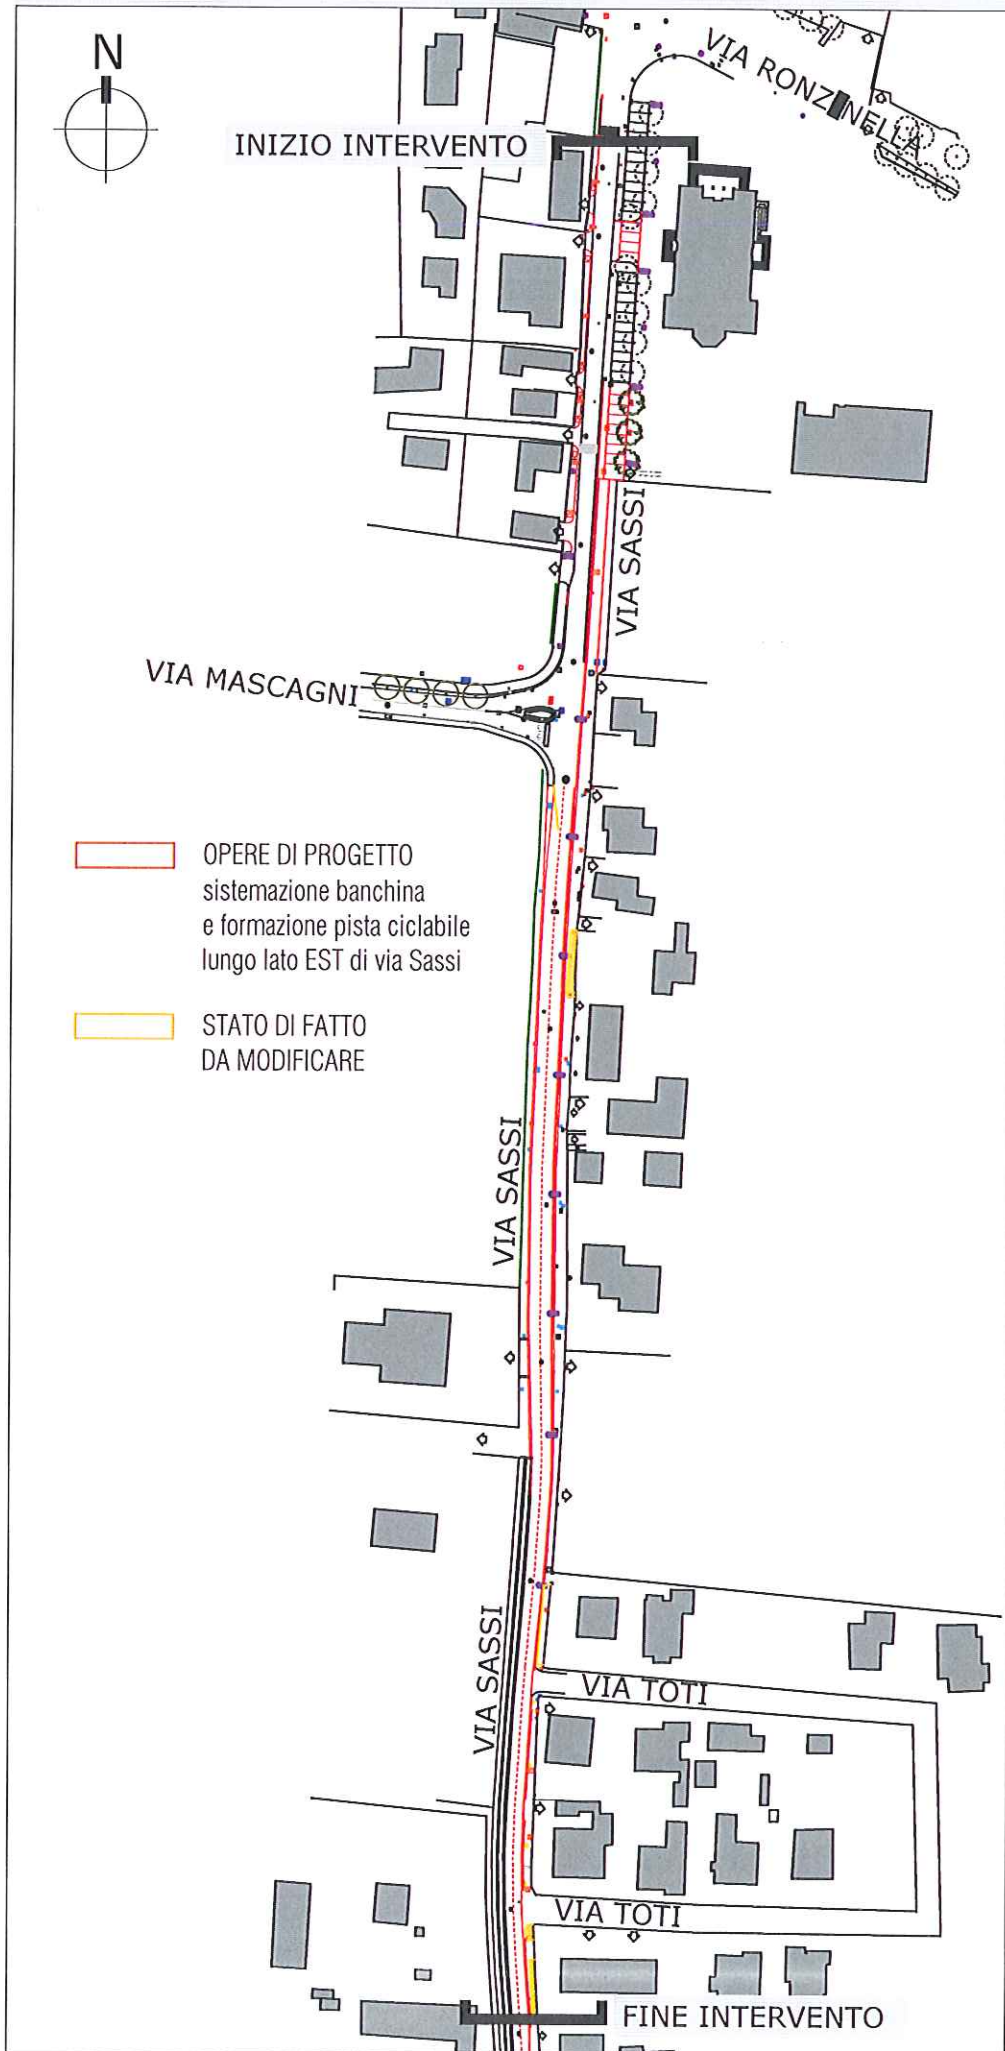 N
VIA RONZINELLA
INIZIO INTERVENTO
VIA SASSI
VIA MASCAGNI
OPERE DI PROGETTO
sistemazione banchina
e formazione pista ciclabile
lungo lato EST di via Sassi
STATO DI FATTO
DA MODIFICARE
VIA SASSI
VIA SASSI
VIA TOTI
VIA TOTI
FINE INTERVENTO